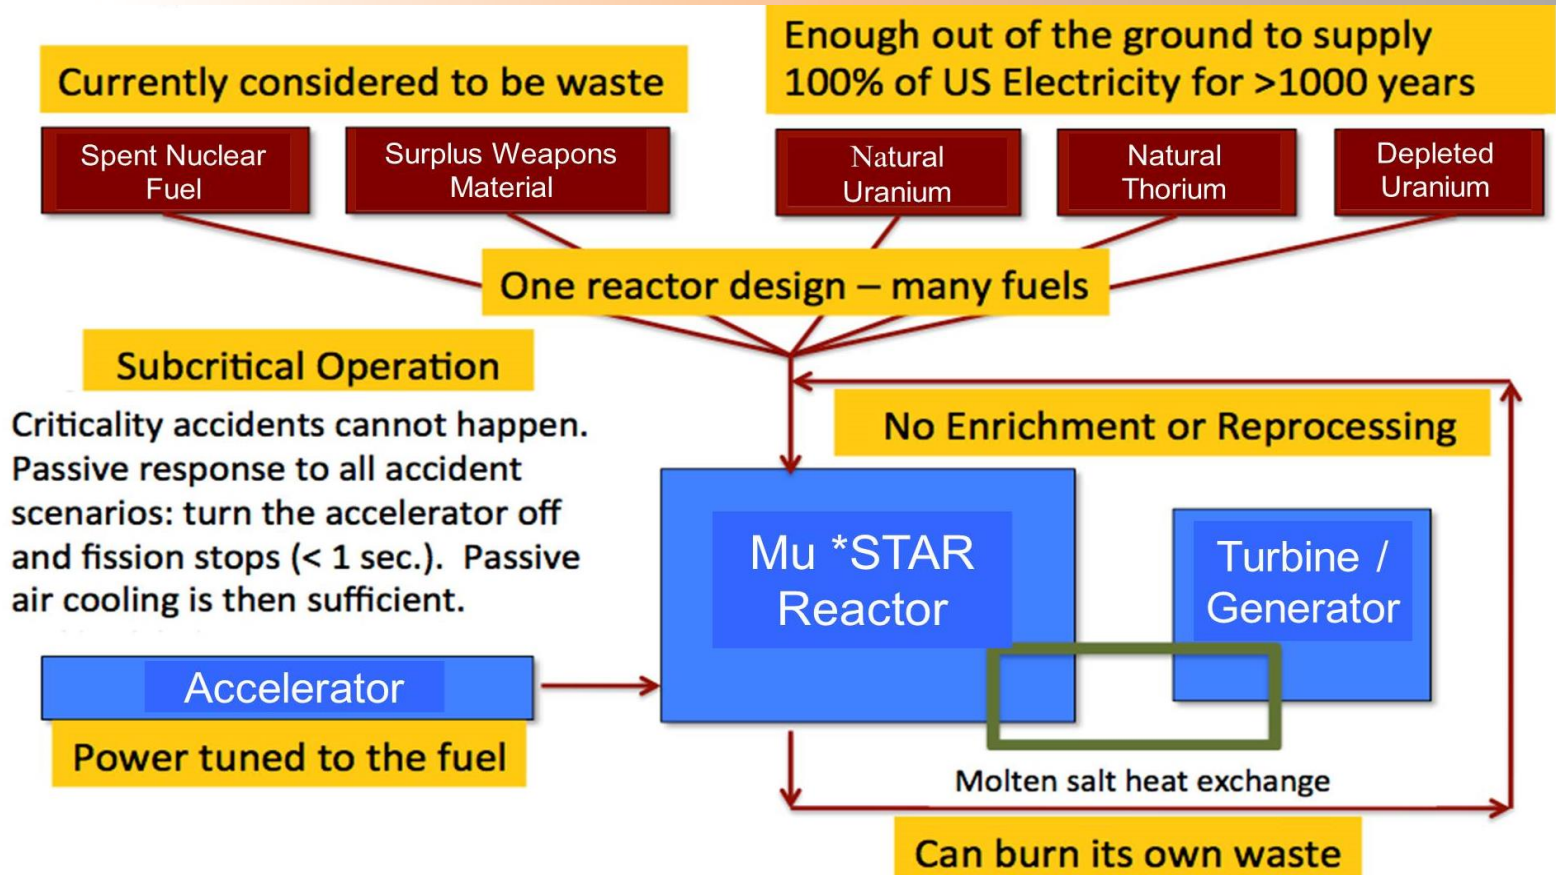 Currently considered to be waste
Enough out of the ground to supply
100% of US Electricity for >1000 years
Spent Nuclear
Fuel
Surplus Weapons
Material
Natural
Uranium
Natural
Thorium
Depleted
Uranium
One reactor design – many fuels
Subcritical Operation
Criticality accidents cannot happen.
Passive response to all accident
scenarios: turn the accelerator off
and fission stops (< 1 sec.).  Passive
air cooling is then sufficient.
No Enrichment or Reprocessing
Mu *STAR
Reactor
Turbine /
Generator
Accelerator
Power tuned to the fuel
Molten salt heat exchange
Can burn its own waste